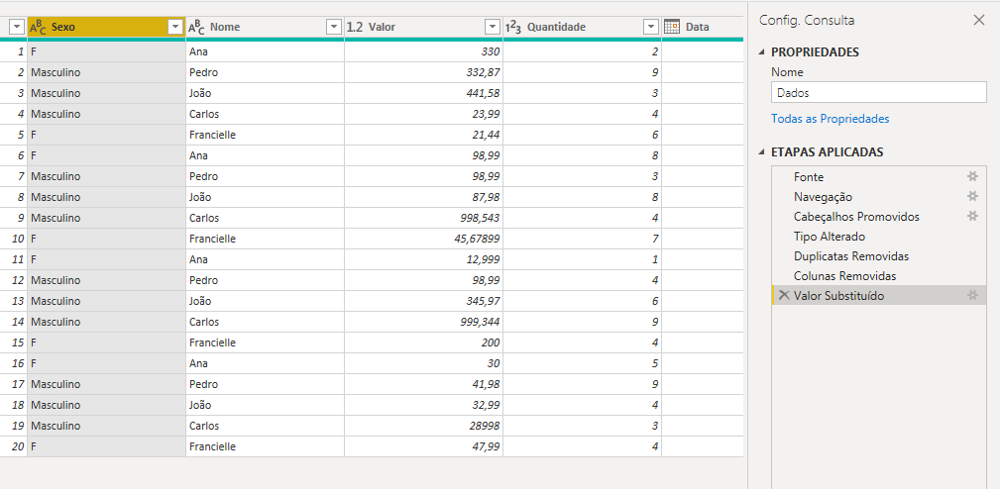 ABC Sexo ABC Nome 1.2 Valor 123 Quantidade Data
1 F Ana 330 2
2 Masculino Pedro 332,87 9
3 Masculino João 441,58 3
4 Masculino Carlos 23,99 4
5 F Francielle 21,44 6
6 F Ana 98,99 8
7 Masculino Pedro 98,99 3
8 Masculino João 87,98 8
9 Masculino Carlos 998,543 4
10 F Francielle 45,67899 7
11 F Ana 12,999 1
12 Masculino Pedro 98,99 4
13 Masculino João 345,97 6
14 Masculino Carlos 999,344 9
15 F Francielle 200 4
16 F Ana 30 5
17 Masculino Pedro 41,98 9
18 Masculino João 32,99 4
19 Masculino Carlos 28998 3
20 F Francielle 47,99 4
Config. Consulta
PROPRIEDADES
Nome
Dados
Todas as Propriedades
ETAPAS APLICADAS
Fonte
Navegação
Cabeçalhos Promovidos
Tipo Alterado
Duplicatas Removidas
Colunas Removidas
Valor Substituído